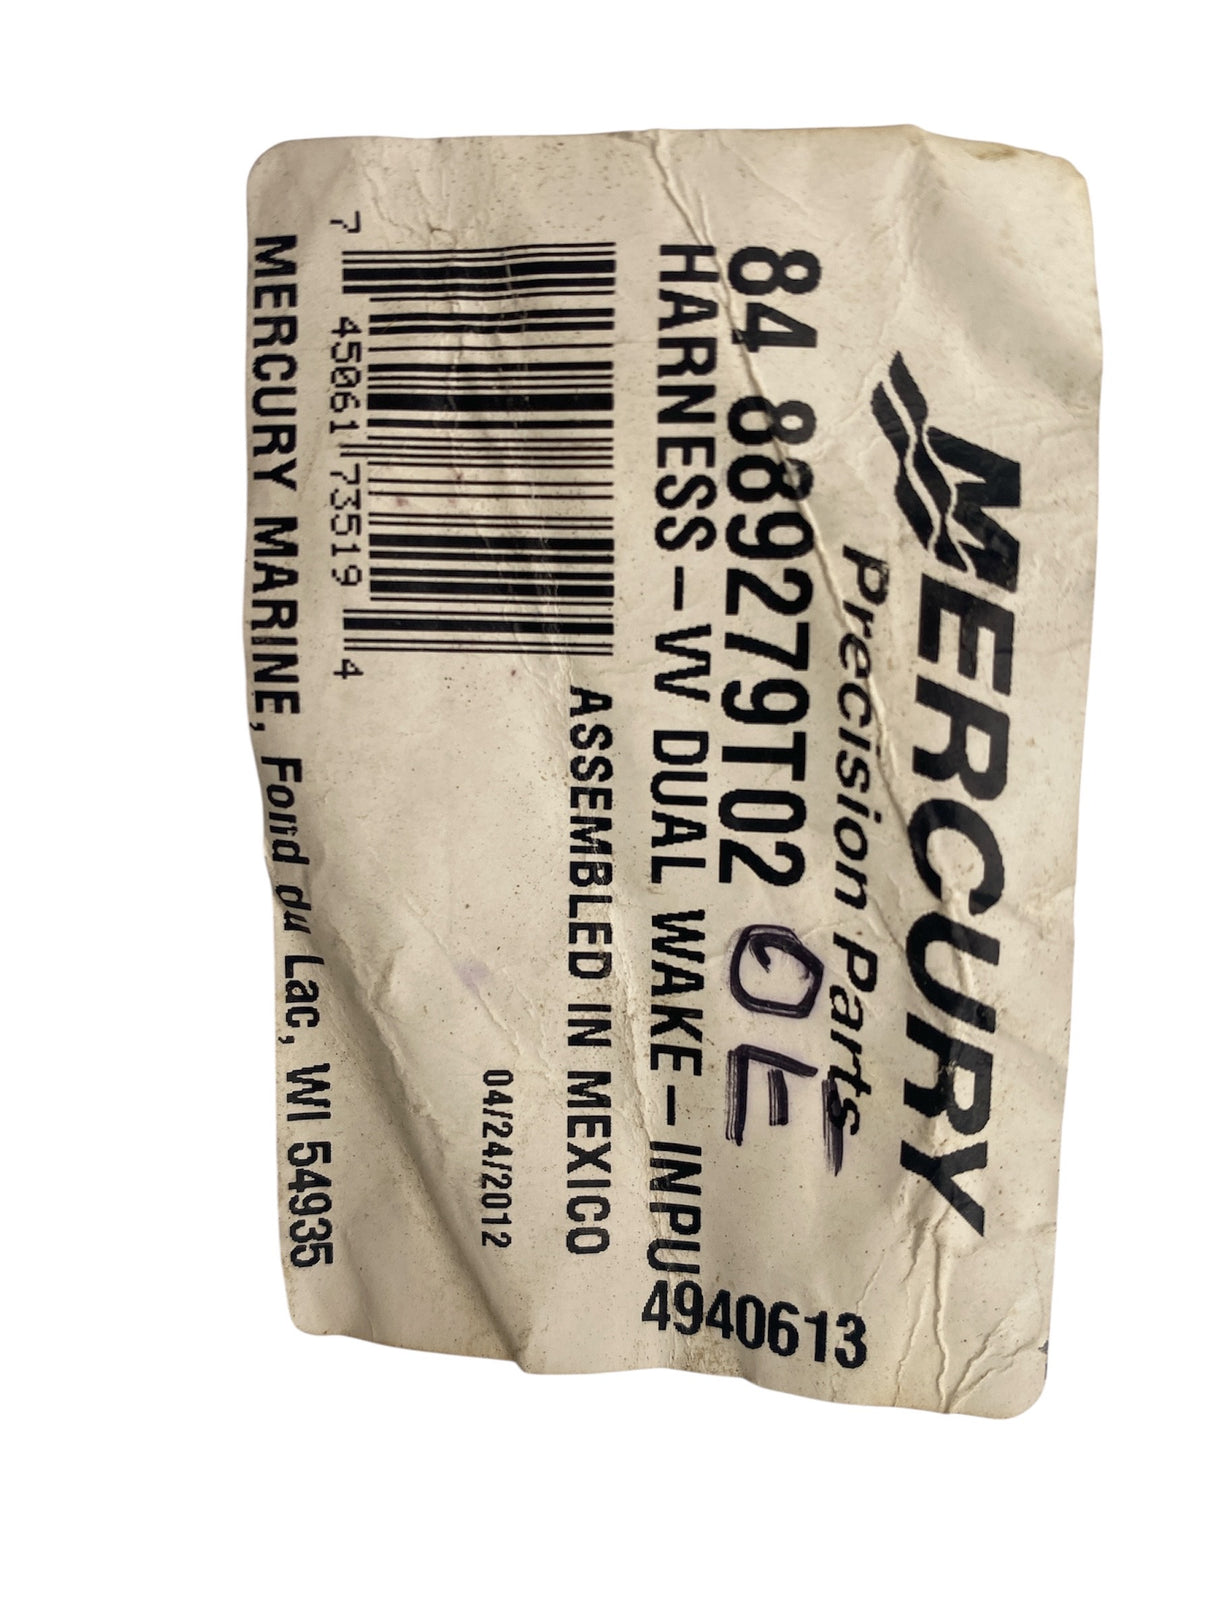 MERCURY
Precision Parts
84 889279T02 OE
HARNESS-W DUAL WAKE-INPU
4940613
ASSEMBLED IN MEXICO
7 45061 73519 4
04/24/2012
MERCURY MARINE, Fond du Lac, WI 54935